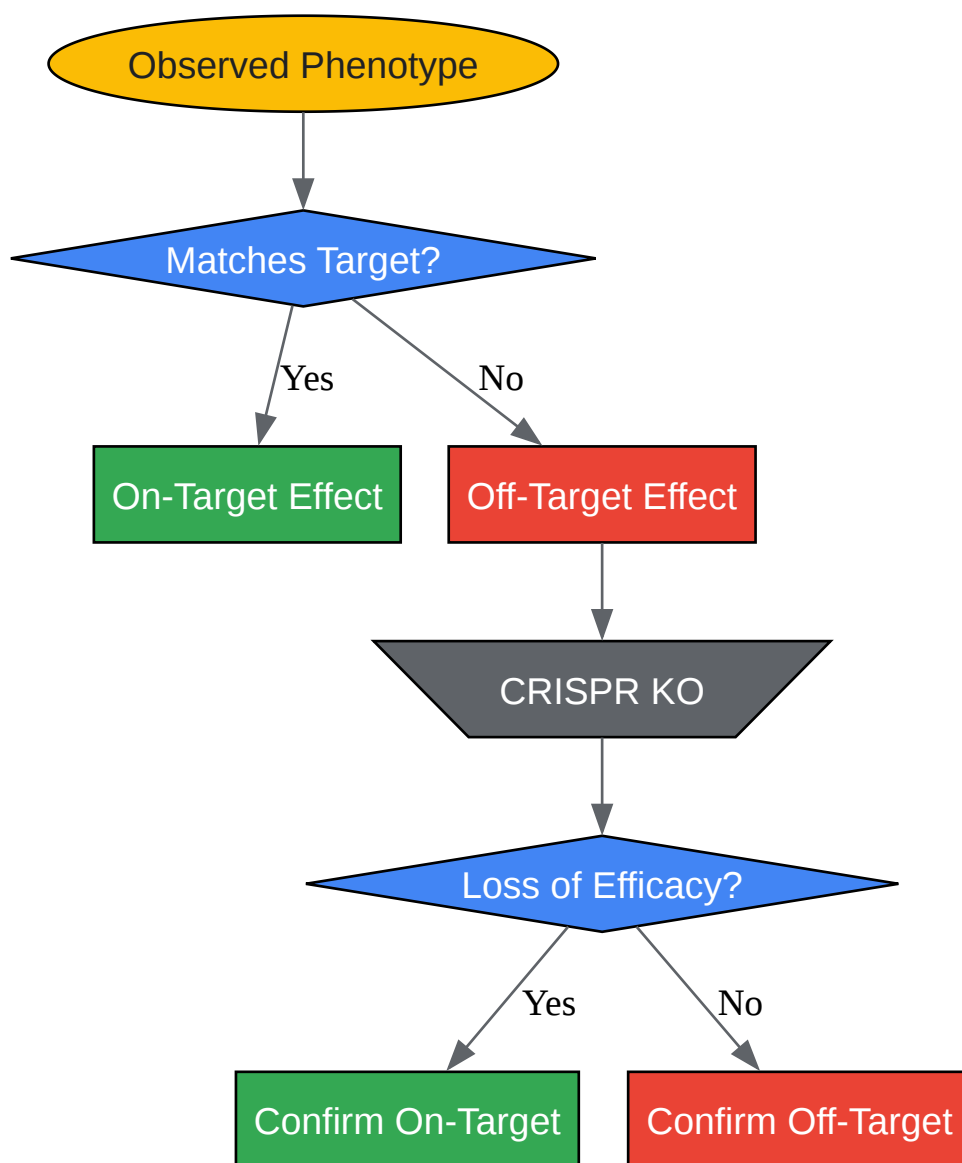 Observed Phenotype
Matches Target?
Yes
No
On-Target Effect
Off-Target Effect
CRISPR KO
Loss of Efficacy?
Yes
No
Confirm On-Target
Confirm Off-Target